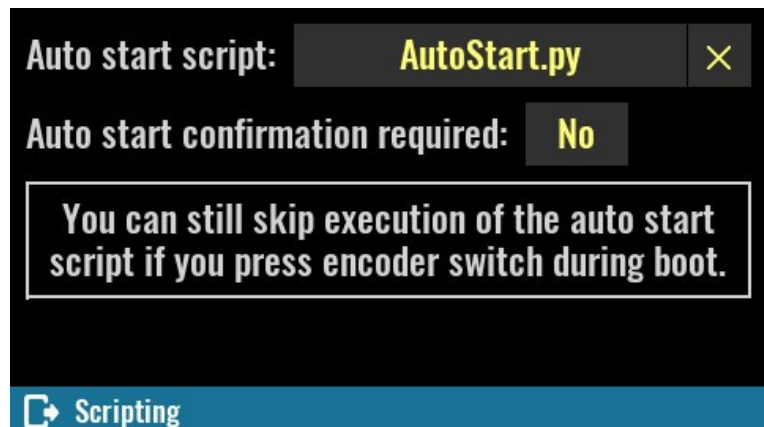 Auto start script: AutoStart.py ×
Auto start confirmation required: No
You can still skip execution of the auto start
script if you press encoder switch during boot.
Scripting